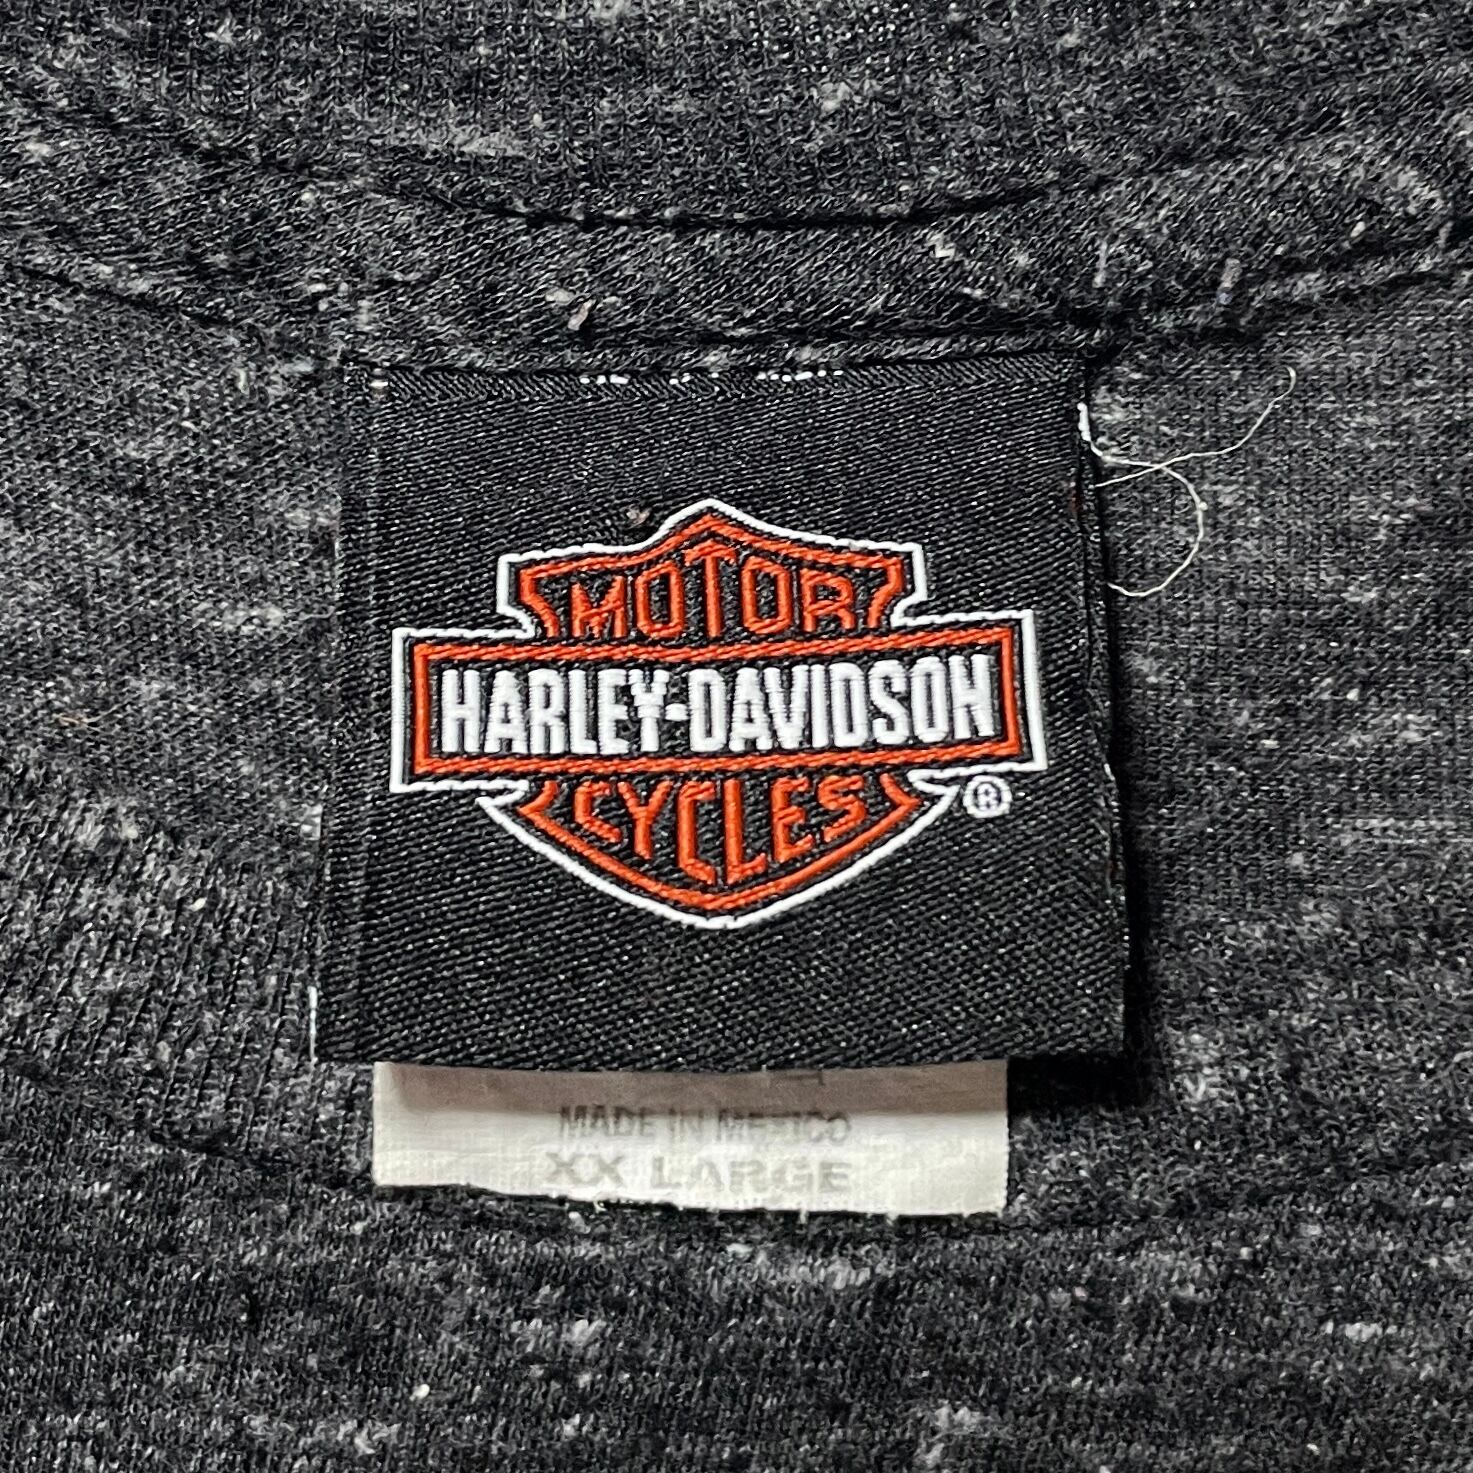 MOTOR
HARLEY-DAVIDSON
CYCLES
®
MADE IN MEXICO
XX LARGE